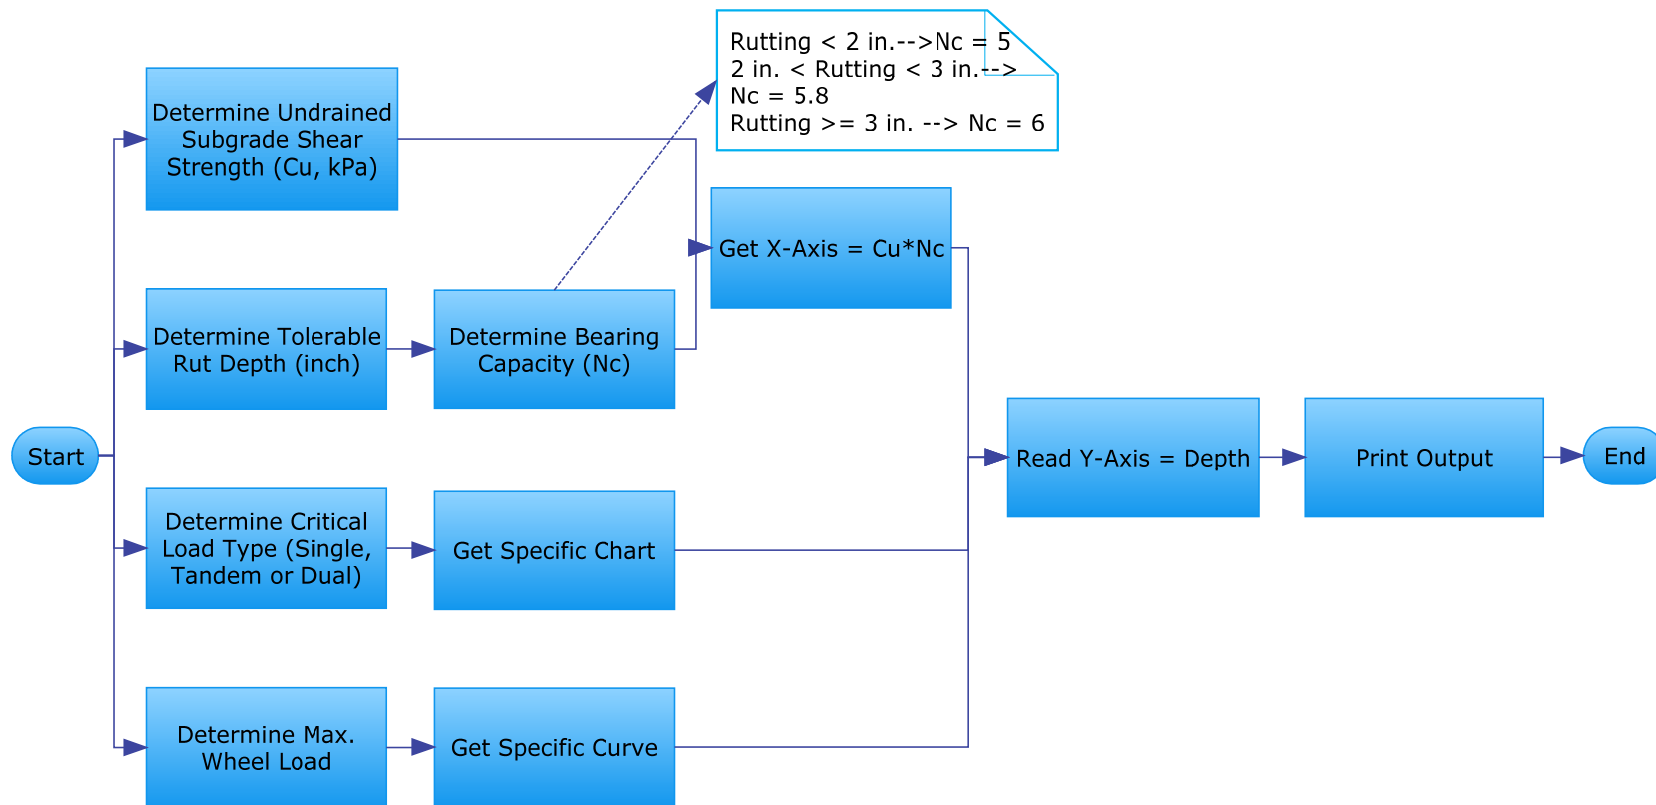 Rutting < 2 in.-->Nc = 5
2 in. < Rutting < 3 in.-->
Nc = 5.8
Rutting >= 3 in. --> Nc = 6
Determine Undrained
Subgrade Shear
Strength (Cu, kPa)
Get X-Axis = Cu*Nc
Determine Tolerable
Rut Depth (inch)
Determine Bearing
Capacity (Nc)
Start
Read Y-Axis = Depth
Print Output
End
Determine Critical
Load Type (Single,
Tandem or Dual)
Get Specific Chart
Determine Max.
Wheel Load
Get Specific Curve